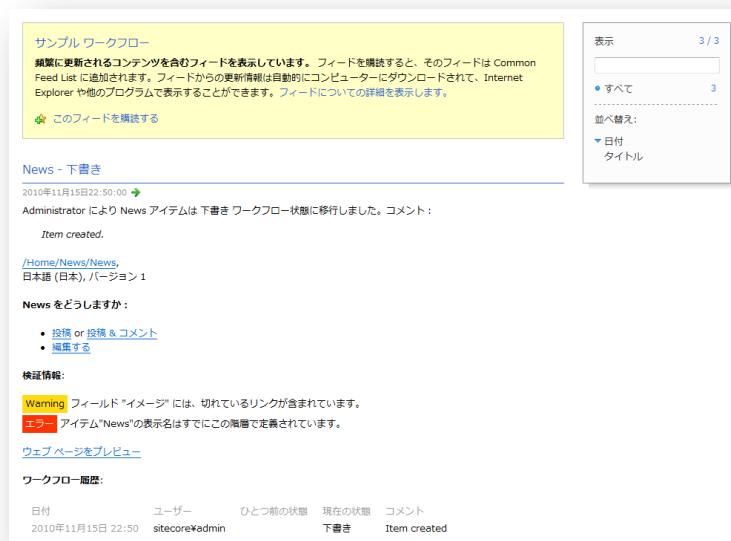 サンプル ワークフロー
頻繁に更新されるコンテンツを含むフィードを表示しています。 フィードを購読すると、そのフィードは Common
Feed List に追加されます。フィードからの更新情報は自動的にコンピューターにダウンロードされて、Internet
Explorer や他のプログラムで表示することができます。フィードについての詳細を表示します。
このフィードを購読する
表示 3 / 3
すべて 3
並べ替え:
日付
タイトル
News - 下書き
2010年11月15日22:50:00
Administrator により News アイテムは 下書き ワークフロー状態に移行しました。コメント :
Item created.
/Home/News/News,
日本語 (日本), バージョン 1
News をどうしますか :
投稿 or 投稿 & コメント
編集する
検証情報:
Warning フィールド "イメージ" には、切れているリンクが含まれています。
エラー アイテム"News"の表示名はすでにこの階層で定義されています。
ウェブ ページをプレビュー
ワークフロー履歴:
日付 ユーザー ひとつ前の状態 現在の状態 コメント
2010年11月15日 22:50 sitecore¥admin 下書き Item created